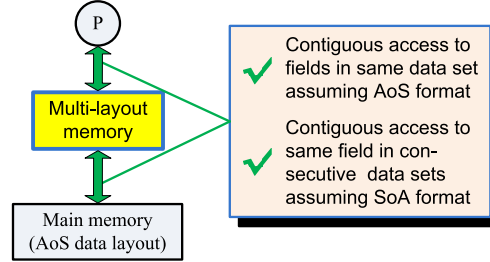 P
Multi-layout
memory
Main memory
(AoS data layout)
Contiguous access to
fields in same data set
assuming AoS format
Contiguous access to
same field in con-
secutive data sets
assuming SoA format